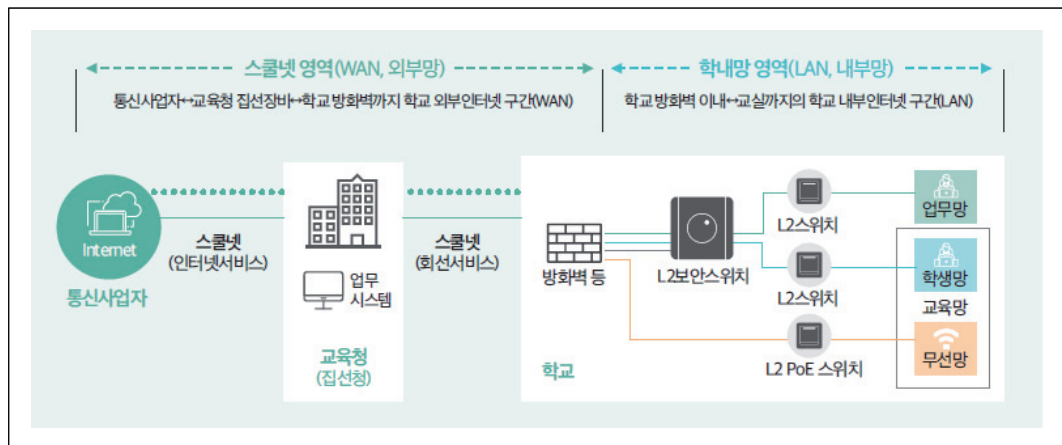 스쿨넷 영역(WAN, 외부망)
학내망 영역(LAN, 내부망)
통신사업자↔교육청 집선장비↔학교 방화벽까지 학교 외부인터넷 구간(WAN)
학교 방화벽 이내↔교실까지의 학교 내부인터넷 구간(LAN)
Internet
통신사업자
스쿨넷
(인터넷서비스)
업무
시스템
교육청
(집선청)
스쿨넷
(회선서비스)
방화벽 등
학교
L2보안스위치
L2스위치
L2스위치
L2 PoE 스위치
업무망
학생망
교육망
무선망